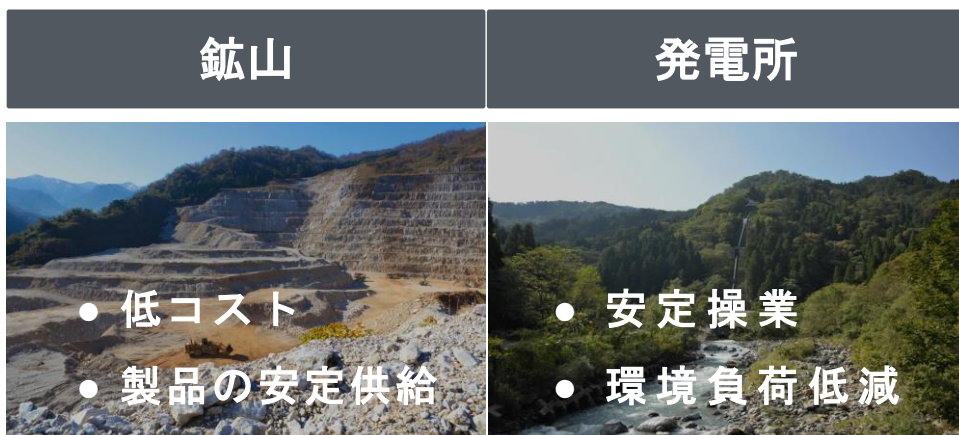 鉱山
発電所
● 低コスト
● 製品の安定供給
● 安定操業
● 環境負荷低減